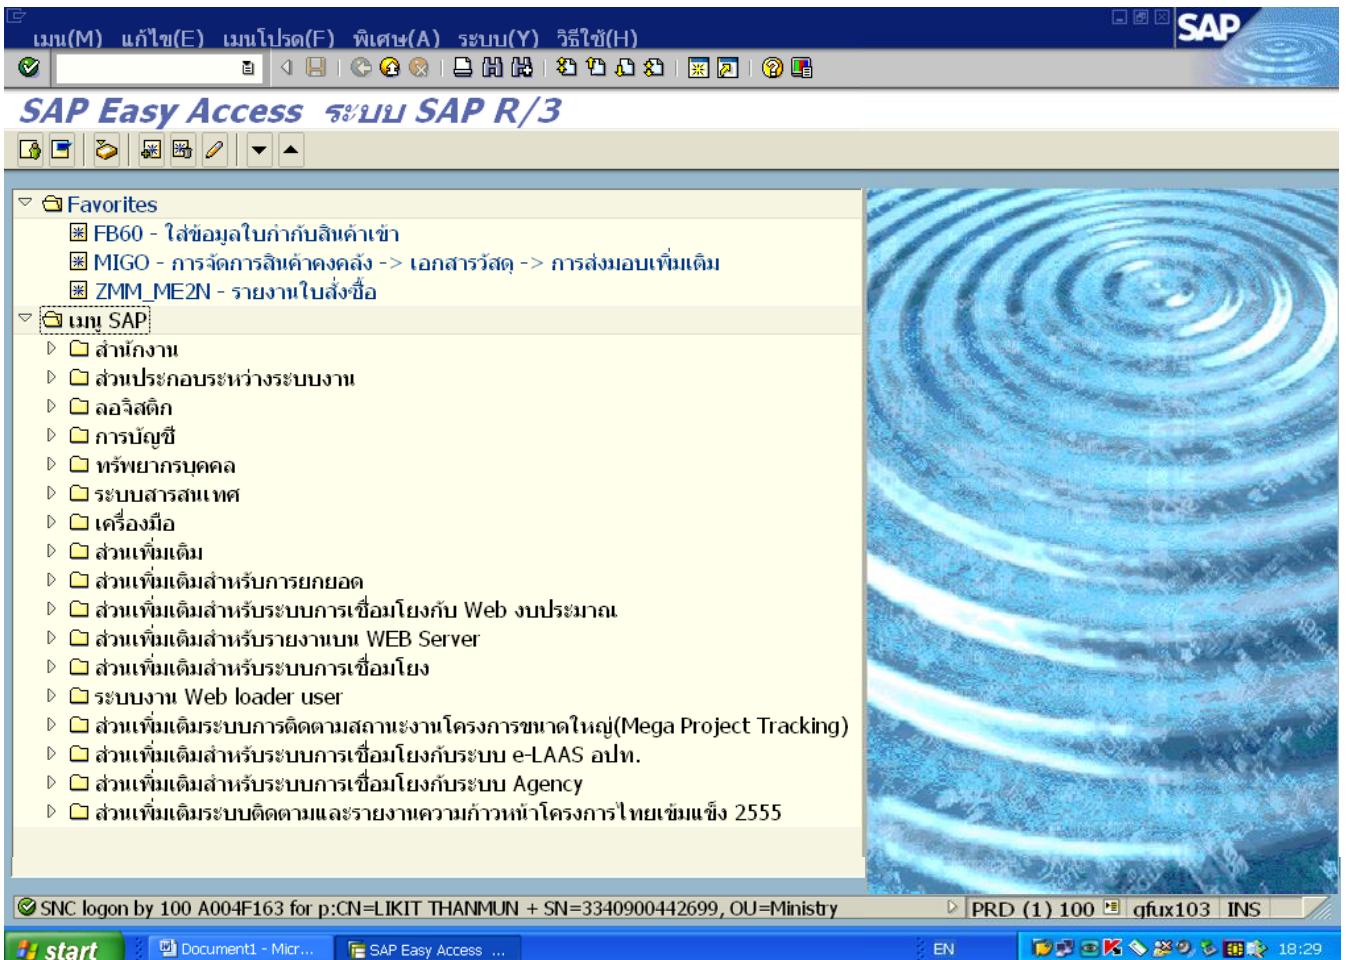 เมนู(M) แก้ไข(E) เมนูโปรด(F) พิเศษ(A) ระบบ(Y) วิธีใช้(H)
SAP
SAP Easy Access ระบบ SAP R/3
Favorites
FB60 - ใส่ข้อมูลใบกำกับสินค้าเข้า
MIGO - การจัดการสินค้าคงคลัง -> เอกสารวัสดุ -> การส่งมอบเพิ่มเติม
ZMM_ME2N - รายงานใบสั่งซื้อ
เมนู SAP
สำนักงาน
ส่วนประกอบระหว่างระบบงาน
ลอจิสติก
การบัญชี
ทรัพยากรบุคคล
ระบบสารสนเทศ
เครื่องมือ
ส่วนเพิ่มเติม
ส่วนเพิ่มเติมสำหรับการยกยอด
ส่วนเพิ่มเติมสำหรับระบบการเชื่อมโยงกับ Web งบประมาณ
ส่วนเพิ่มเติมสำหรับรายงานบน WEB Server
ส่วนเพิ่มเติมสำหรับระบบการเชื่อมโยง
ระบบงาน Web loader user
ส่วนเพิ่มเติมระบบการติดตามสถานะงานโครงการขนาดใหญ่(Mega Project Tracking)
ส่วนเพิ่มเติมสำหรับระบบการเชื่อมโยงกับระบบ e-LAAS อปท.
ส่วนเพิ่มเติมสำหรับระบบการเชื่อมโยงกับระบบ Agency
ส่วนเพิ่มเติมระบบติดตามและรายงานความก้าวหน้าโครงการไทยเข้มแข็ง 2555
SNC logon by 100 A004F163 for p:CN=LIKIT THANMUN + SN=3340900442699, OU=Ministry
PRD (1) 100 qfux103 INS
start Document1 - Micr... SAP Easy Access ... EN 18:29